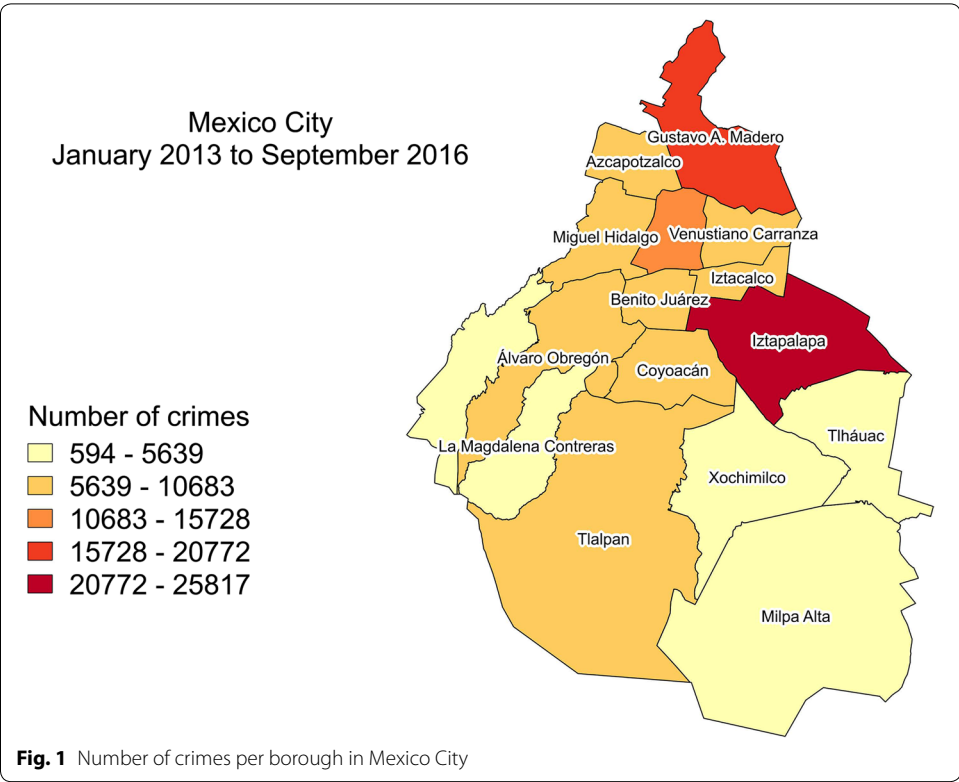 Mexico City
January 2013 to September 2016
Gustavo A. Madero
Azcapotzalco
Miguel Hidalgo
Venustiano Carranza
Iztacalco
Benito Juárez
Iztapalapa
Álvaro Obregón
Coyoacán
Tlháuac
La Magdalena Contreras
Xochimilco
Tlalpan
Milpa Alta
Number of crimes
594 - 5639
5639 - 10683
10683 - 15728
15728 - 20772
20772 - 25817
Fig. 1 Number of crimes per borough in Mexico City